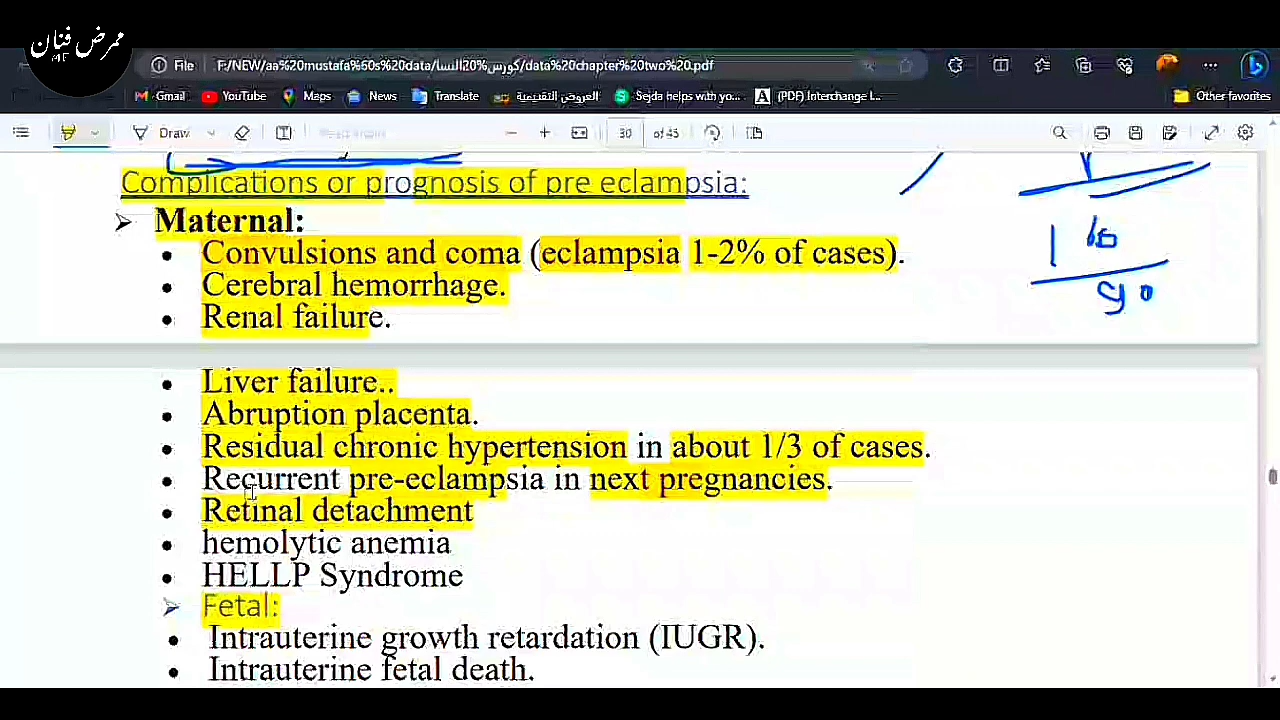 ممرض فنان
File F:/NEW/aa%20mustafa%60s%20data/كورس%20النسا/data%20chapter%20two%20.pdf
Gmail YouTube Maps News Translate العروض التقديمية Sejda helps with yo... (PDF) Interchange I... Other favorites
Draw Read aloud 30 of 45
Complications or prognosis of pre eclampsia:
➤ Maternal:
• Convulsions and coma (eclampsia 1-2% of cases).
• Cerebral hemorrhage.
• Renal failure.
• Liver failure..
• Abruption placenta.
• Residual chronic hypertension in about 1/3 of cases.
• Recurrent pre-eclampsia in next pregnancies.
• Retinal detachment
• hemolytic anemia
• HELLP Syndrome
➤ Fetal:
• Intrauterine growth retardation (IUGR).
• Intrauterine fetal death.